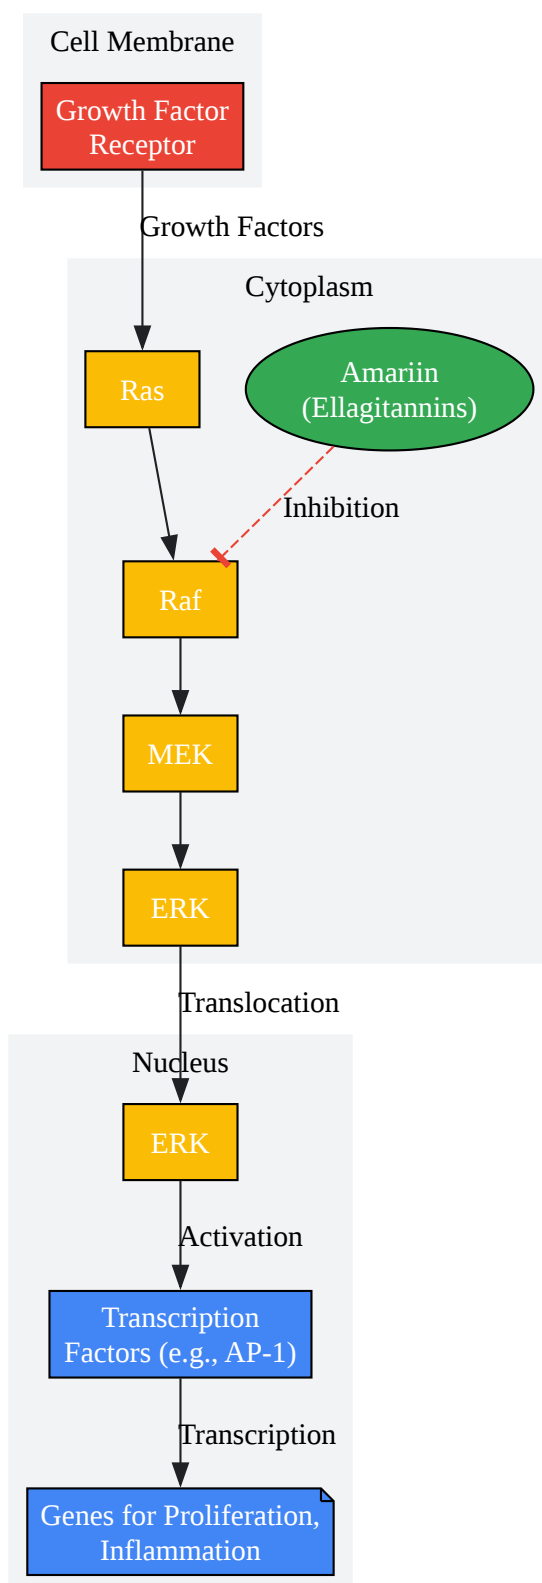 Cell Membrane
Growth Factor
Receptor
Growth Factors
Cytoplasm
Ras
Amariin
(Ellagitannins)
Inhibition
Raf
MEK
ERK
Translocation
Nucleus
ERK
Activation
Transcription
Factors (e.g., AP-1)
Transcription
Genes for Proliferation,
Inflammation